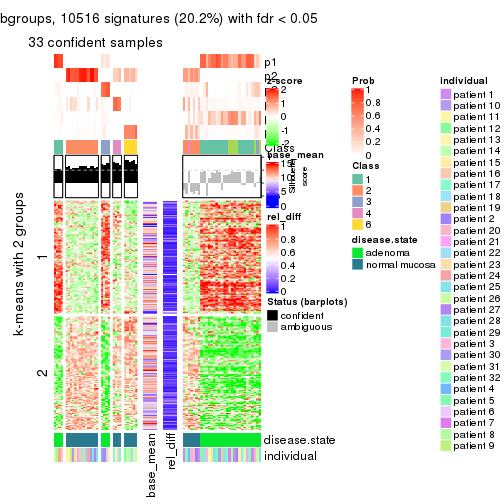 bgroups, 10516 signatures (20.2%) with fdr < 0.05
33 confident samples
p1
p2
z-score
2
1
0
-1
-2
Class
base_mean
15
10
5
0
Silhouette
score
rel_diff
1
0.8
0.6
0.4
0.2
0
Status (barplots)
confident
ambiguous
Prob
1
0.8
0.6
0.4
0.2
0
Class
1
2
3
4
6
disease.state
adenoma
normal mucosa
individual
patient 1
patient 10
patient 11
patient 12
patient 13
patient 14
patient 15
patient 16
patient 17
patient 18
patient 19
patient 2
patient 20
patient 21
patient 22
patient 23
patient 24
patient 25
patient 26
patient 27
patient 28
patient 29
patient 3
patient 30
patient 31
patient 32
patient 4
patient 5
patient 6
patient 7
patient 8
patient 9
k-means with 2 groups
1
2
disease.state
individual
base_mean
rel_diff